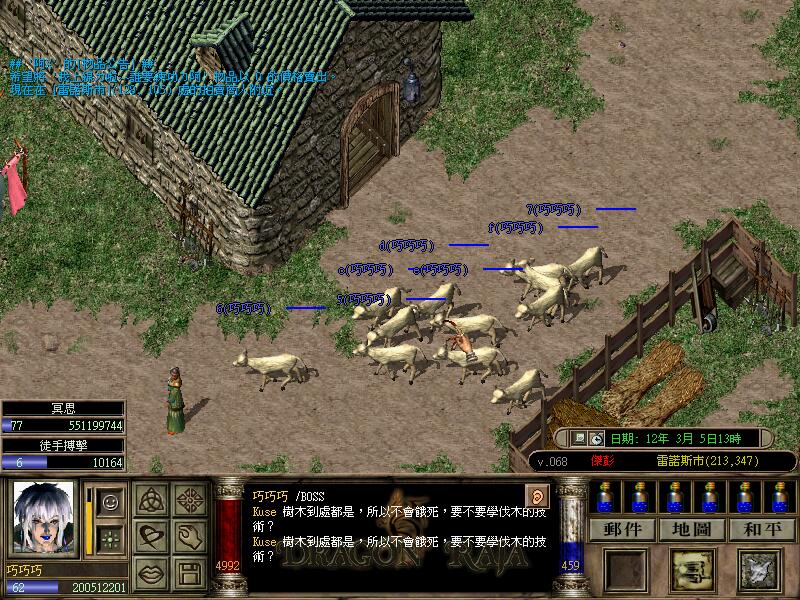 7(巧巧巧)
f(巧巧巧)
d(巧巧巧)
c(巧巧巧)
e(巧巧巧)
5(巧巧巧)
6(巧巧巧)
冥思
77 551199744
徒手搏擊
6 10164
日期: 12年 3月 5日13時
v.068 傑彭 雷諾斯市(213,347)
巧巧巧 /BOSS
Kuse 樹木到處都是，所以不會餓死，要不要學伐木的技
術？
Kuse 樹木到處都是，所以不會餓死，要不要學伐木的技
術？
DRAGON RAJA
郵件 地圖 和平
4992
459
巧巧巧
62 200512201